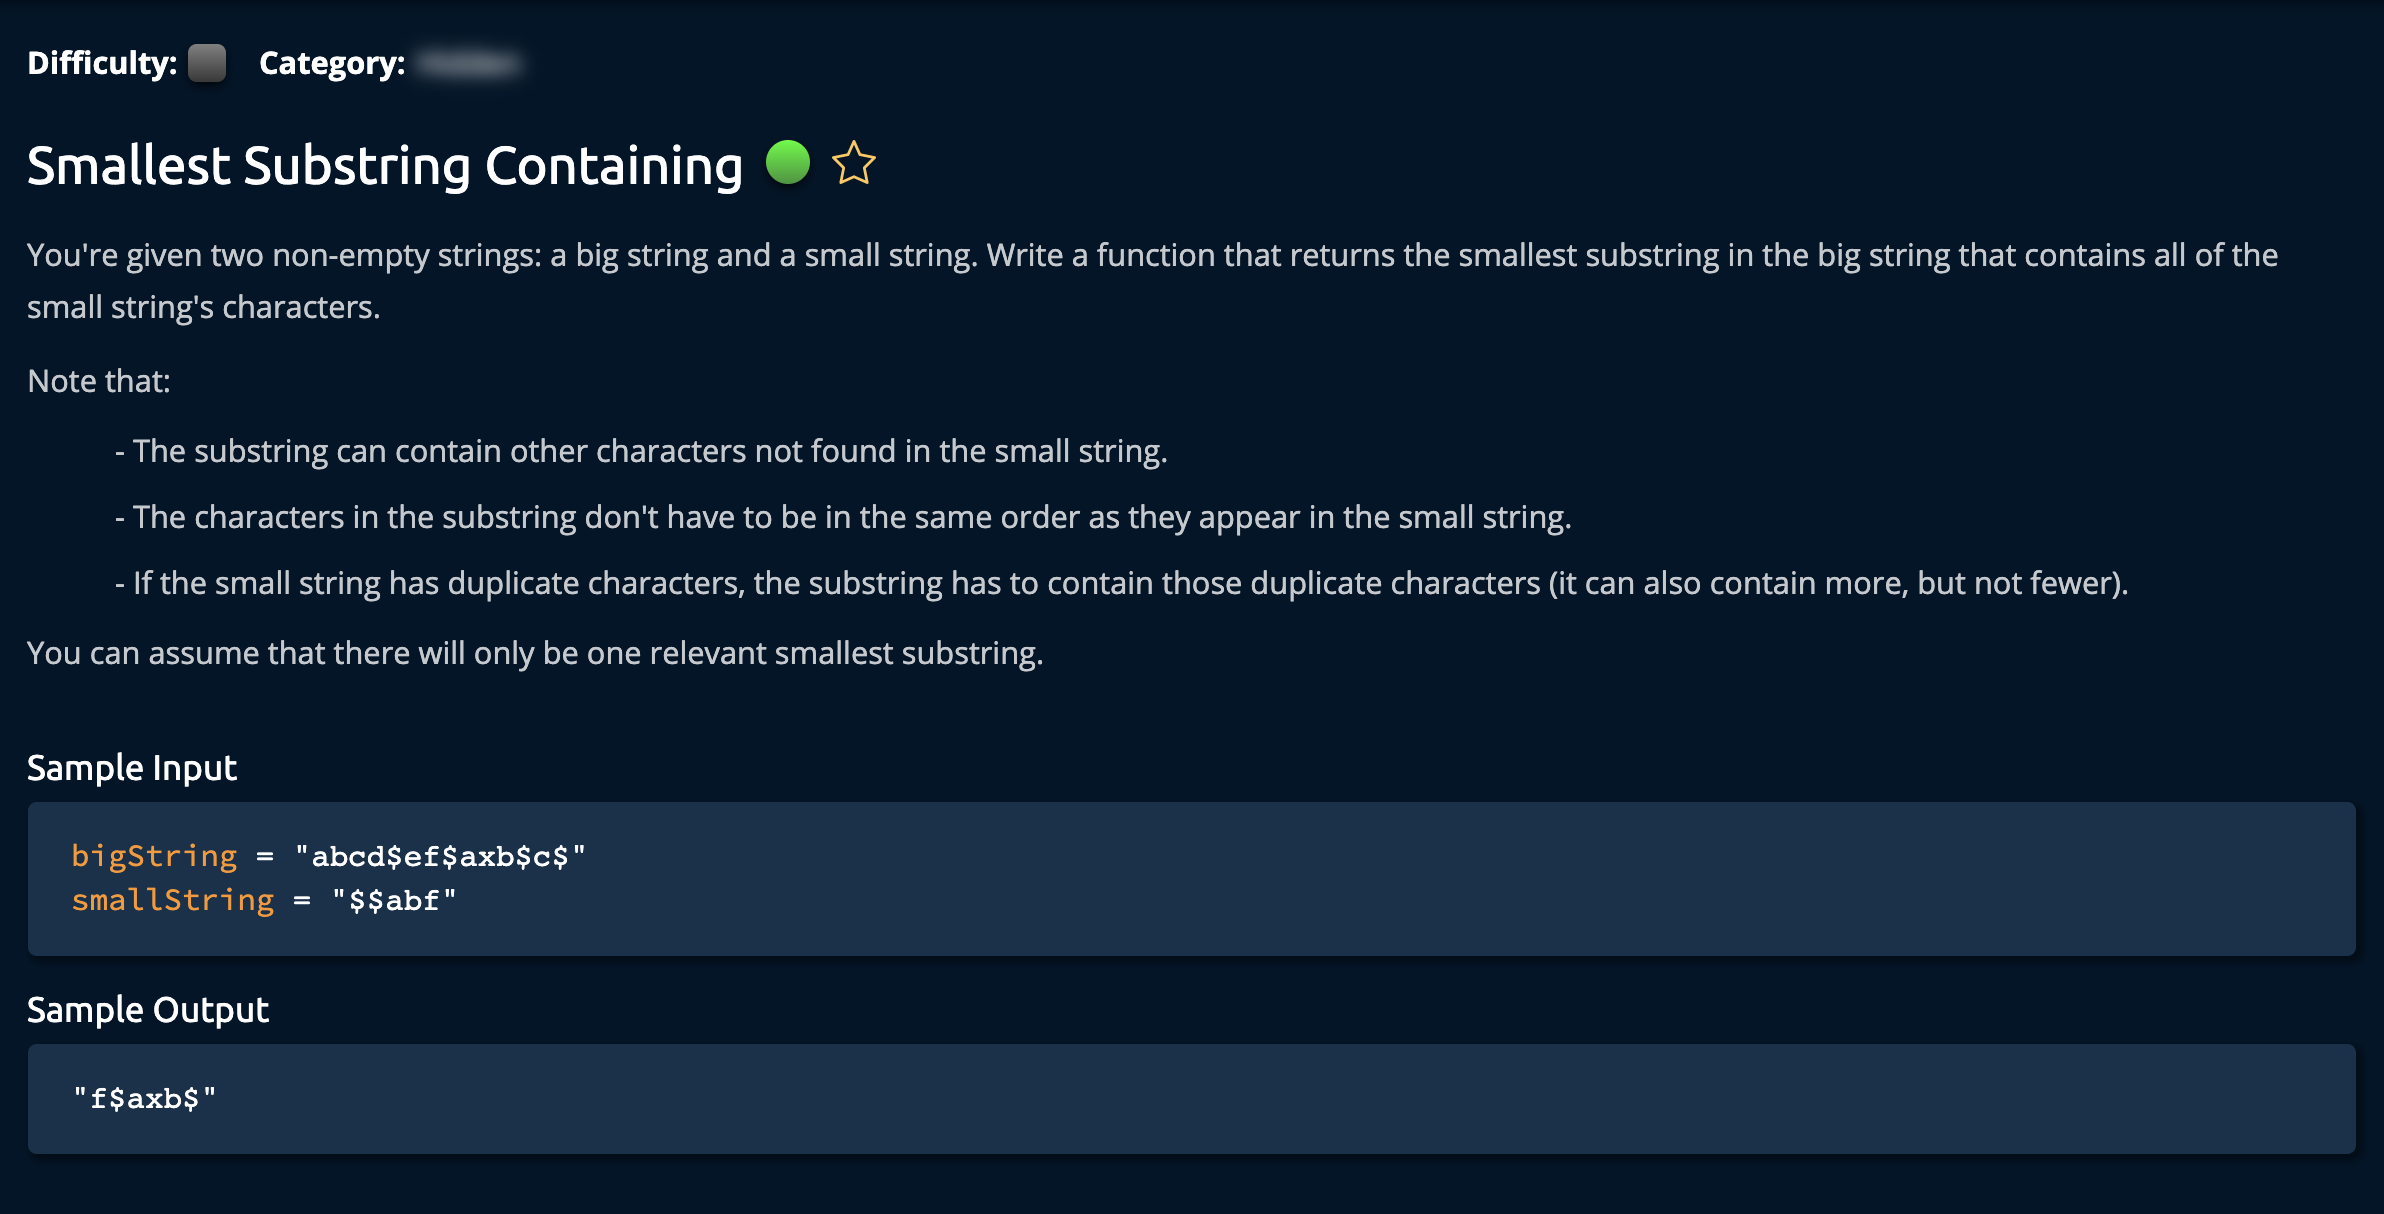 Difficulty: Category:
Smallest Substring Containing
You're given two non-empty strings: a big string and a small string. Write a function that returns the smallest substring in the big string that contains all of the
small string's characters.
Note that:
- The substring can contain other characters not found in the small string.
- The characters in the substring don't have to be in the same order as they appear in the small string.
- If the small string has duplicate characters, the substring has to contain those duplicate characters (it can also contain more, but not fewer).
You can assume that there will only be one relevant smallest substring.
Sample Input
bigString = "abcd$ef$axb$c$"
smallString = "$$abf"
Sample Output
"f$axb$"